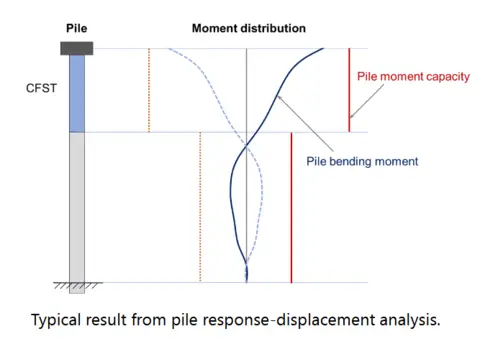 Pile
Moment distribution
CFST
Pile moment capacity
Pile bending moment
Typical result from pile response-displacement analysis.